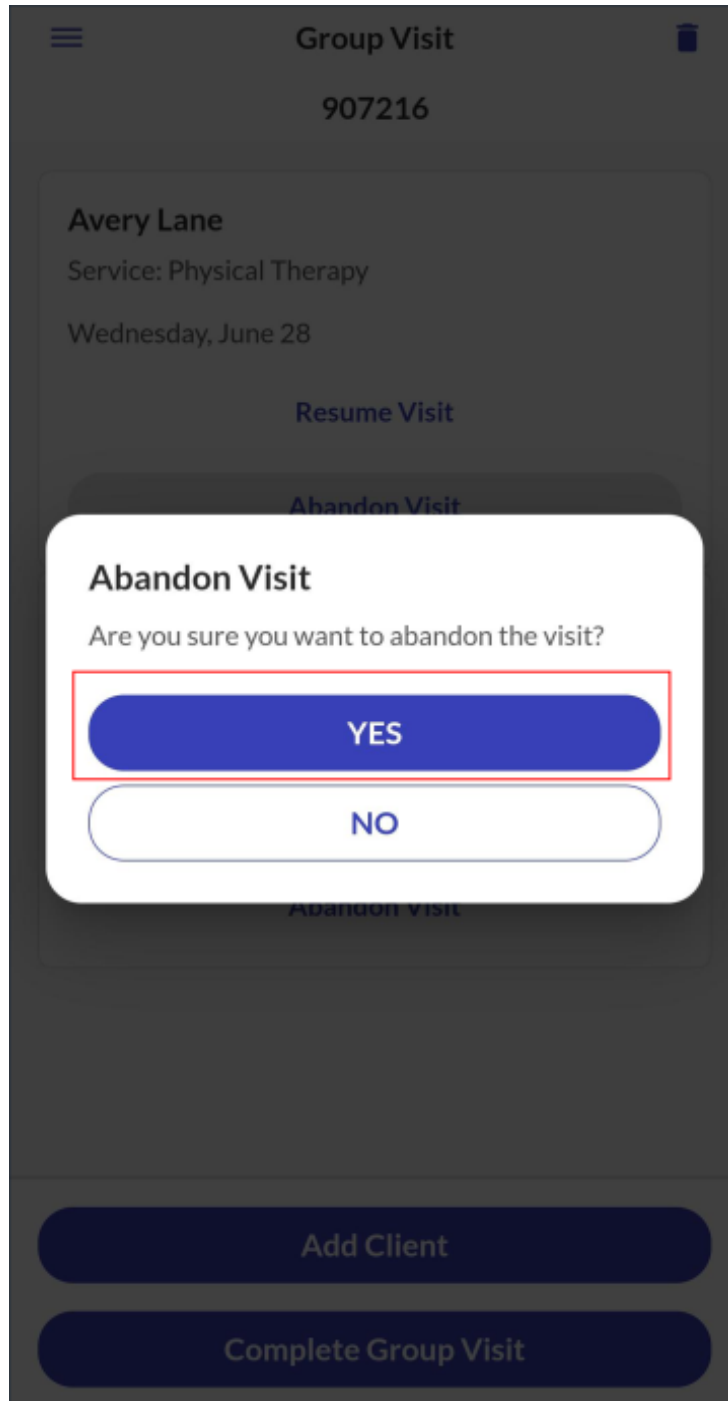 Group Visit
907216
Avery Lane
Service: Physical Therapy
Wednesday, June 28
Resume Visit
Abandon Visit
Abandon Visit
Are you sure you want to abandon the visit?
YES
NO
Abandon Visit
Add Client
Complete Group Visit